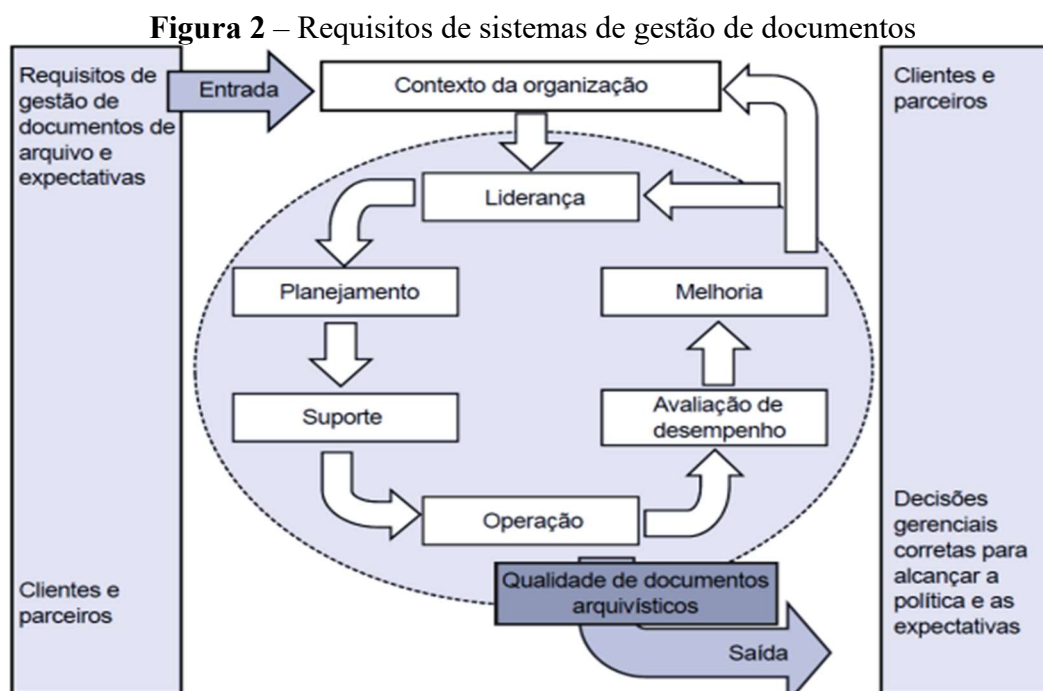 Figura 2 – Requisitos de sistemas de gestão de documentos
Requisitos de
gestão de
documentos de
arquivo e
expectativas
Clientes e
parceiros
Entrada
Contexto da organização
Liderança
Planejamento
Suporte
Operação
Avaliação de
desempenho
Melhoria
Qualidade de documentos
arquivísticos
Saída
Clientes e
parceiros
Decisões
gerenciais
corretas para
alcançar a
política e as
expectativas